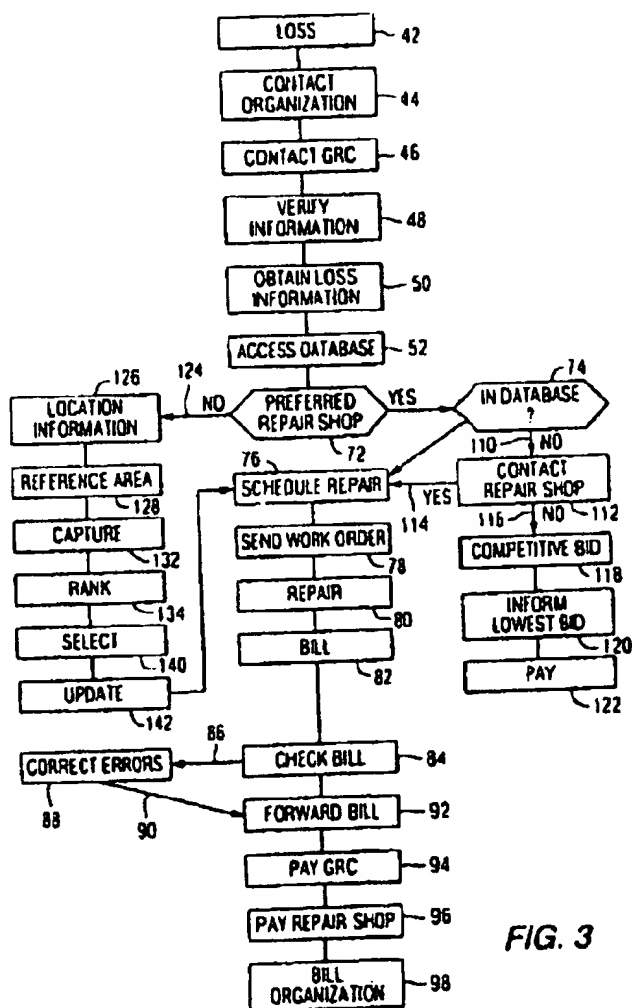 LOSS
42
CONTACT
ORGANIZATION
44
CONTACT GRC
46
VERIFY
INFORMATION
48
OBTAIN LOSS
INFORMATION
50
ACCESS DATABASE
52
126
124
NO
PREFERRED
REPAIR SHOP
72
YES
74
IN DATABASE
?
LOCATION
INFORMATION
110
NO
REFERENCE AREA
128
76
SCHEDULE REPAIR
YES
114
CONTACT
REPAIR SHOP
112
116
NO
CAPTURE
132
SEND WORK ORDER
78
COMPETITIVE BID
118
RANK
134
REPAIR
80
INFORM
LOWEST BID
120
SELECT
140
BILL
82
PAY
122
UPDATE
142
86
CORRECT ERRORS
88
90
CHECK BILL
84
FORWARD BILL
92
PAY GRC
94
PAY REPAIR SHOP
96
BILL
ORGANIZATION
98
FIG. 3